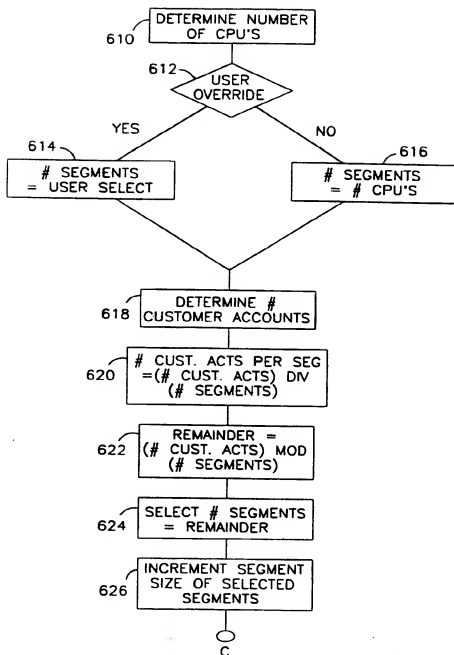 610
DETERMINE NUMBER
OF CPU'S
612
USER
OVERRIDE
YES
NO
614
# SEGMENTS
= USER SELECT
616
# SEGMENTS
= # CPU'S
618
DETERMINE #
CUSTOMER ACCOUNTS
620
# CUST. ACTS PER SEG
=(# CUST. ACTS) DIV
(# SEGMENTS)
622
REMAINDER =
(# CUST. ACTS) MOD
(# SEGMENTS)
624
SELECT # SEGMENTS
= REMAINDER
626
INCREMENT SEGMENT
SIZE OF SELECTED
SEGMENTS
C